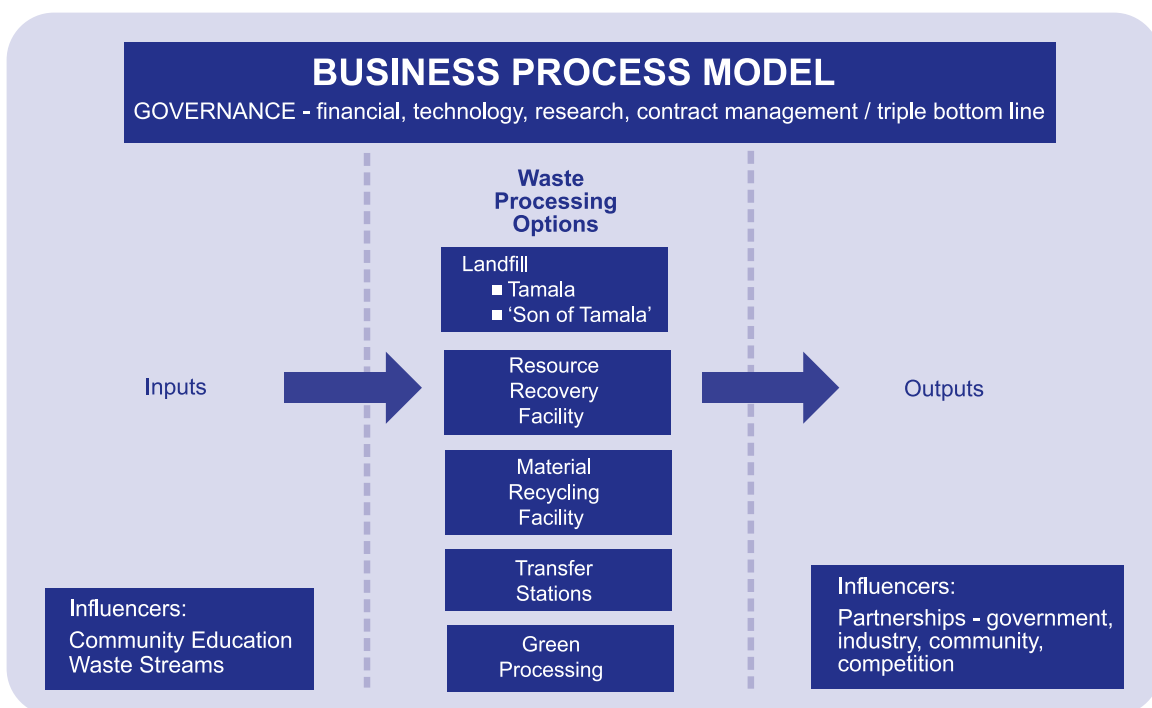 BUSINESS PROCESS MODEL
GOVERNANCE - financial, technology, research, contract management / triple bottom line
Waste
Processing
Options
Landfill
■ Tamala
■ ‘Son of Tamala’
Inputs
Resource
Recovery
Facility
Outputs
Material
Recycling
Facility
Transfer
Stations
Green
Processing
Influencers:
Community Education
Waste Streams
Influencers:
Partnerships - government,
industry, community,
competition